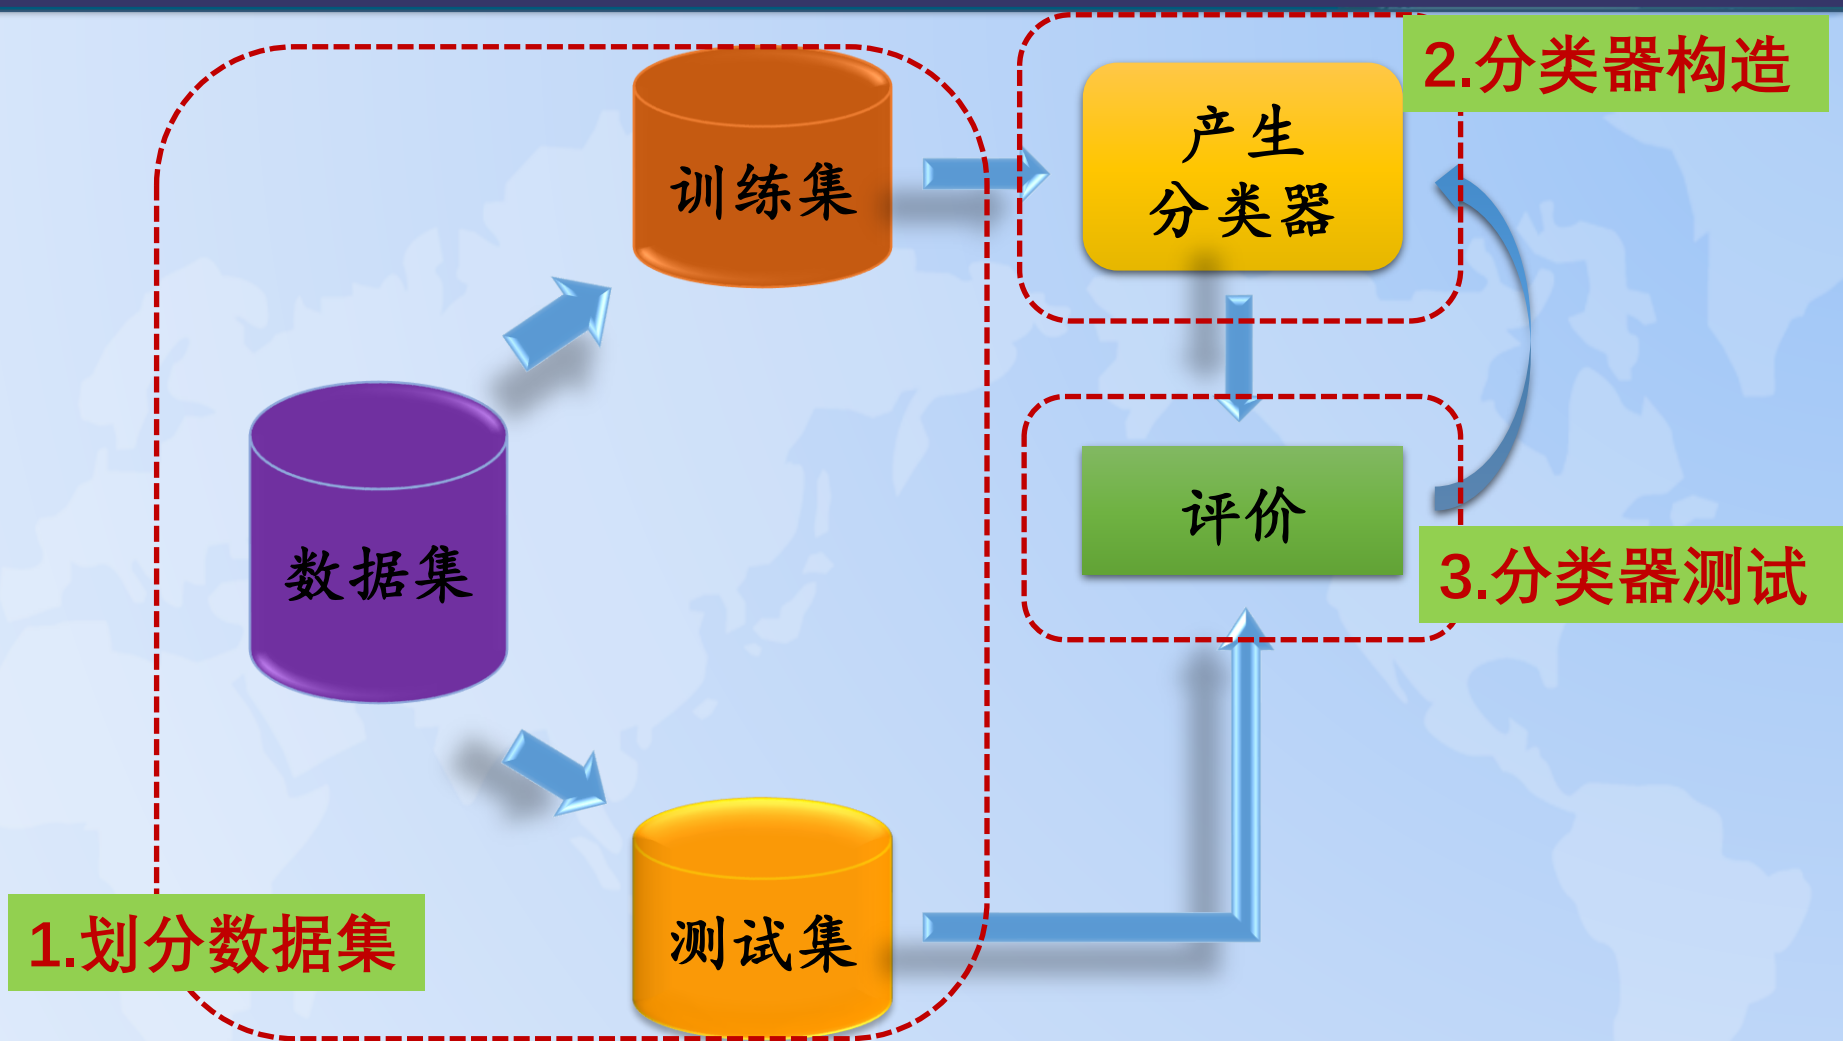 2.分类器构造
产生
分类器
训练集
数据集
评价
3.分类器测试
1.划分数据集
测试集